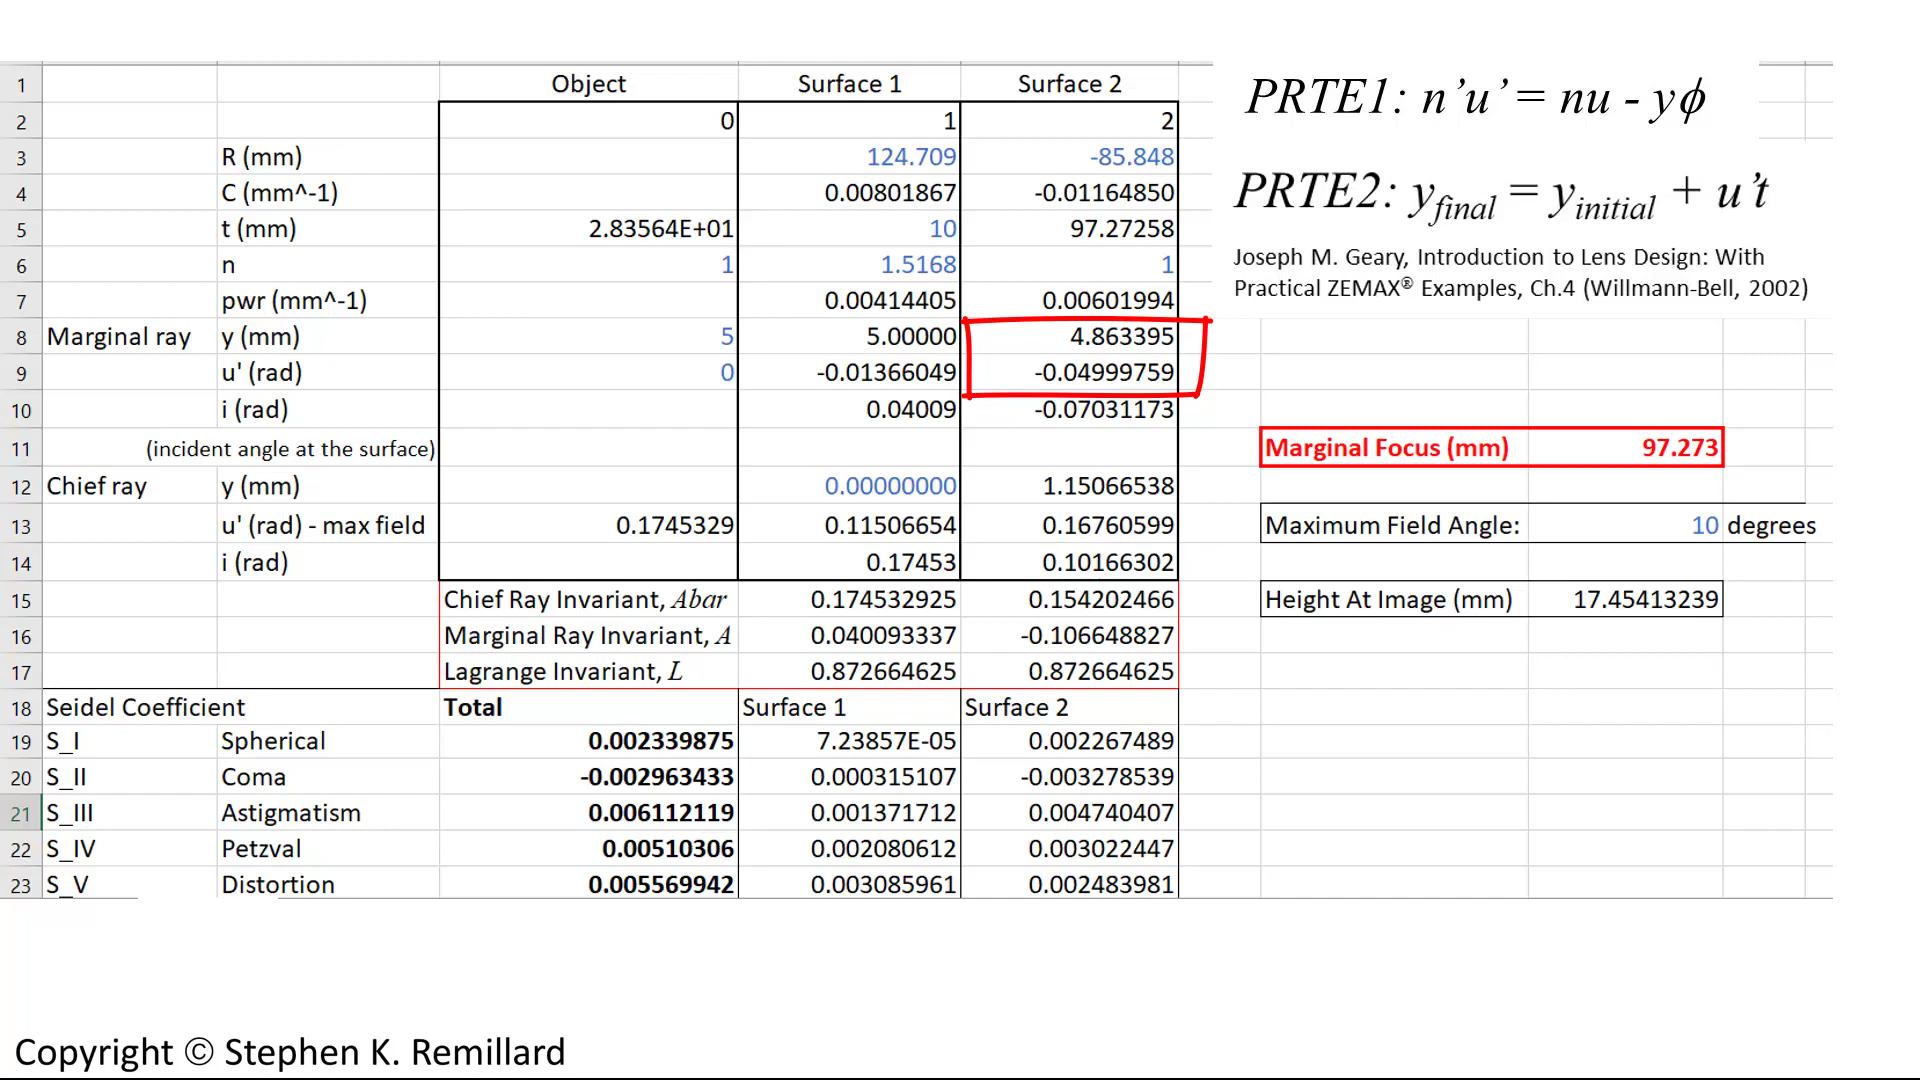 1 Object Surface 1 Surface 2
2 0 1 2
3 R (mm) 124.709 -85.848
4 C (mm^-1) 0.00801867 -0.01164850
5 t (mm) 2.83564E+01 10 97.27258
6 n 1 1.5168 1
7 pwr (mm^-1) 0.00414405 0.00601994
8 Marginal ray y (mm) 5 5.00000 4.863395
9 u' (rad) 0 -0.01366049 -0.04999759
10 i (rad) 0.04009 -0.07031173
11 (incident angle at the surface)
12 Chief ray y (mm) 0.00000000 1.15066538
13 u' (rad) - max field 0.1745329 0.11506654 0.16760599
14 i (rad) 0.17453 0.10166302
15 Chief Ray Invariant, Abar 0.174532925 0.154202466
16 Marginal Ray Invariant, A 0.040093337 -0.106648827
17 Lagrange Invariant, L 0.872664625 0.872664625
18 Seidel Coefficient Total Surface 1 Surface 2
19 S_I Spherical 0.002339875 7.23857E-05 0.002267489
20 S_II Coma -0.002963433 0.000315107 -0.003278539
21 S_III Astigmatism 0.006112119 0.001371712 0.004740407
22 S_IV Petzval 0.00510306 0.002080612 0.003022447
23 S_V Distortion 0.005569942 0.003085961 0.002483981
PRTE1: n’u’ = nu - yϕ
PRTE2: yfinal = yinitial + u’t
Joseph M. Geary, Introduction to Lens Design: With
Practical ZEMAX® Examples, Ch.4 (Willmann-Bell, 2002)
Marginal Focus (mm) 97.273
Maximum Field Angle: 10 degrees
Height At Image (mm) 17.45413239
Copyright © Stephen K. Remillard